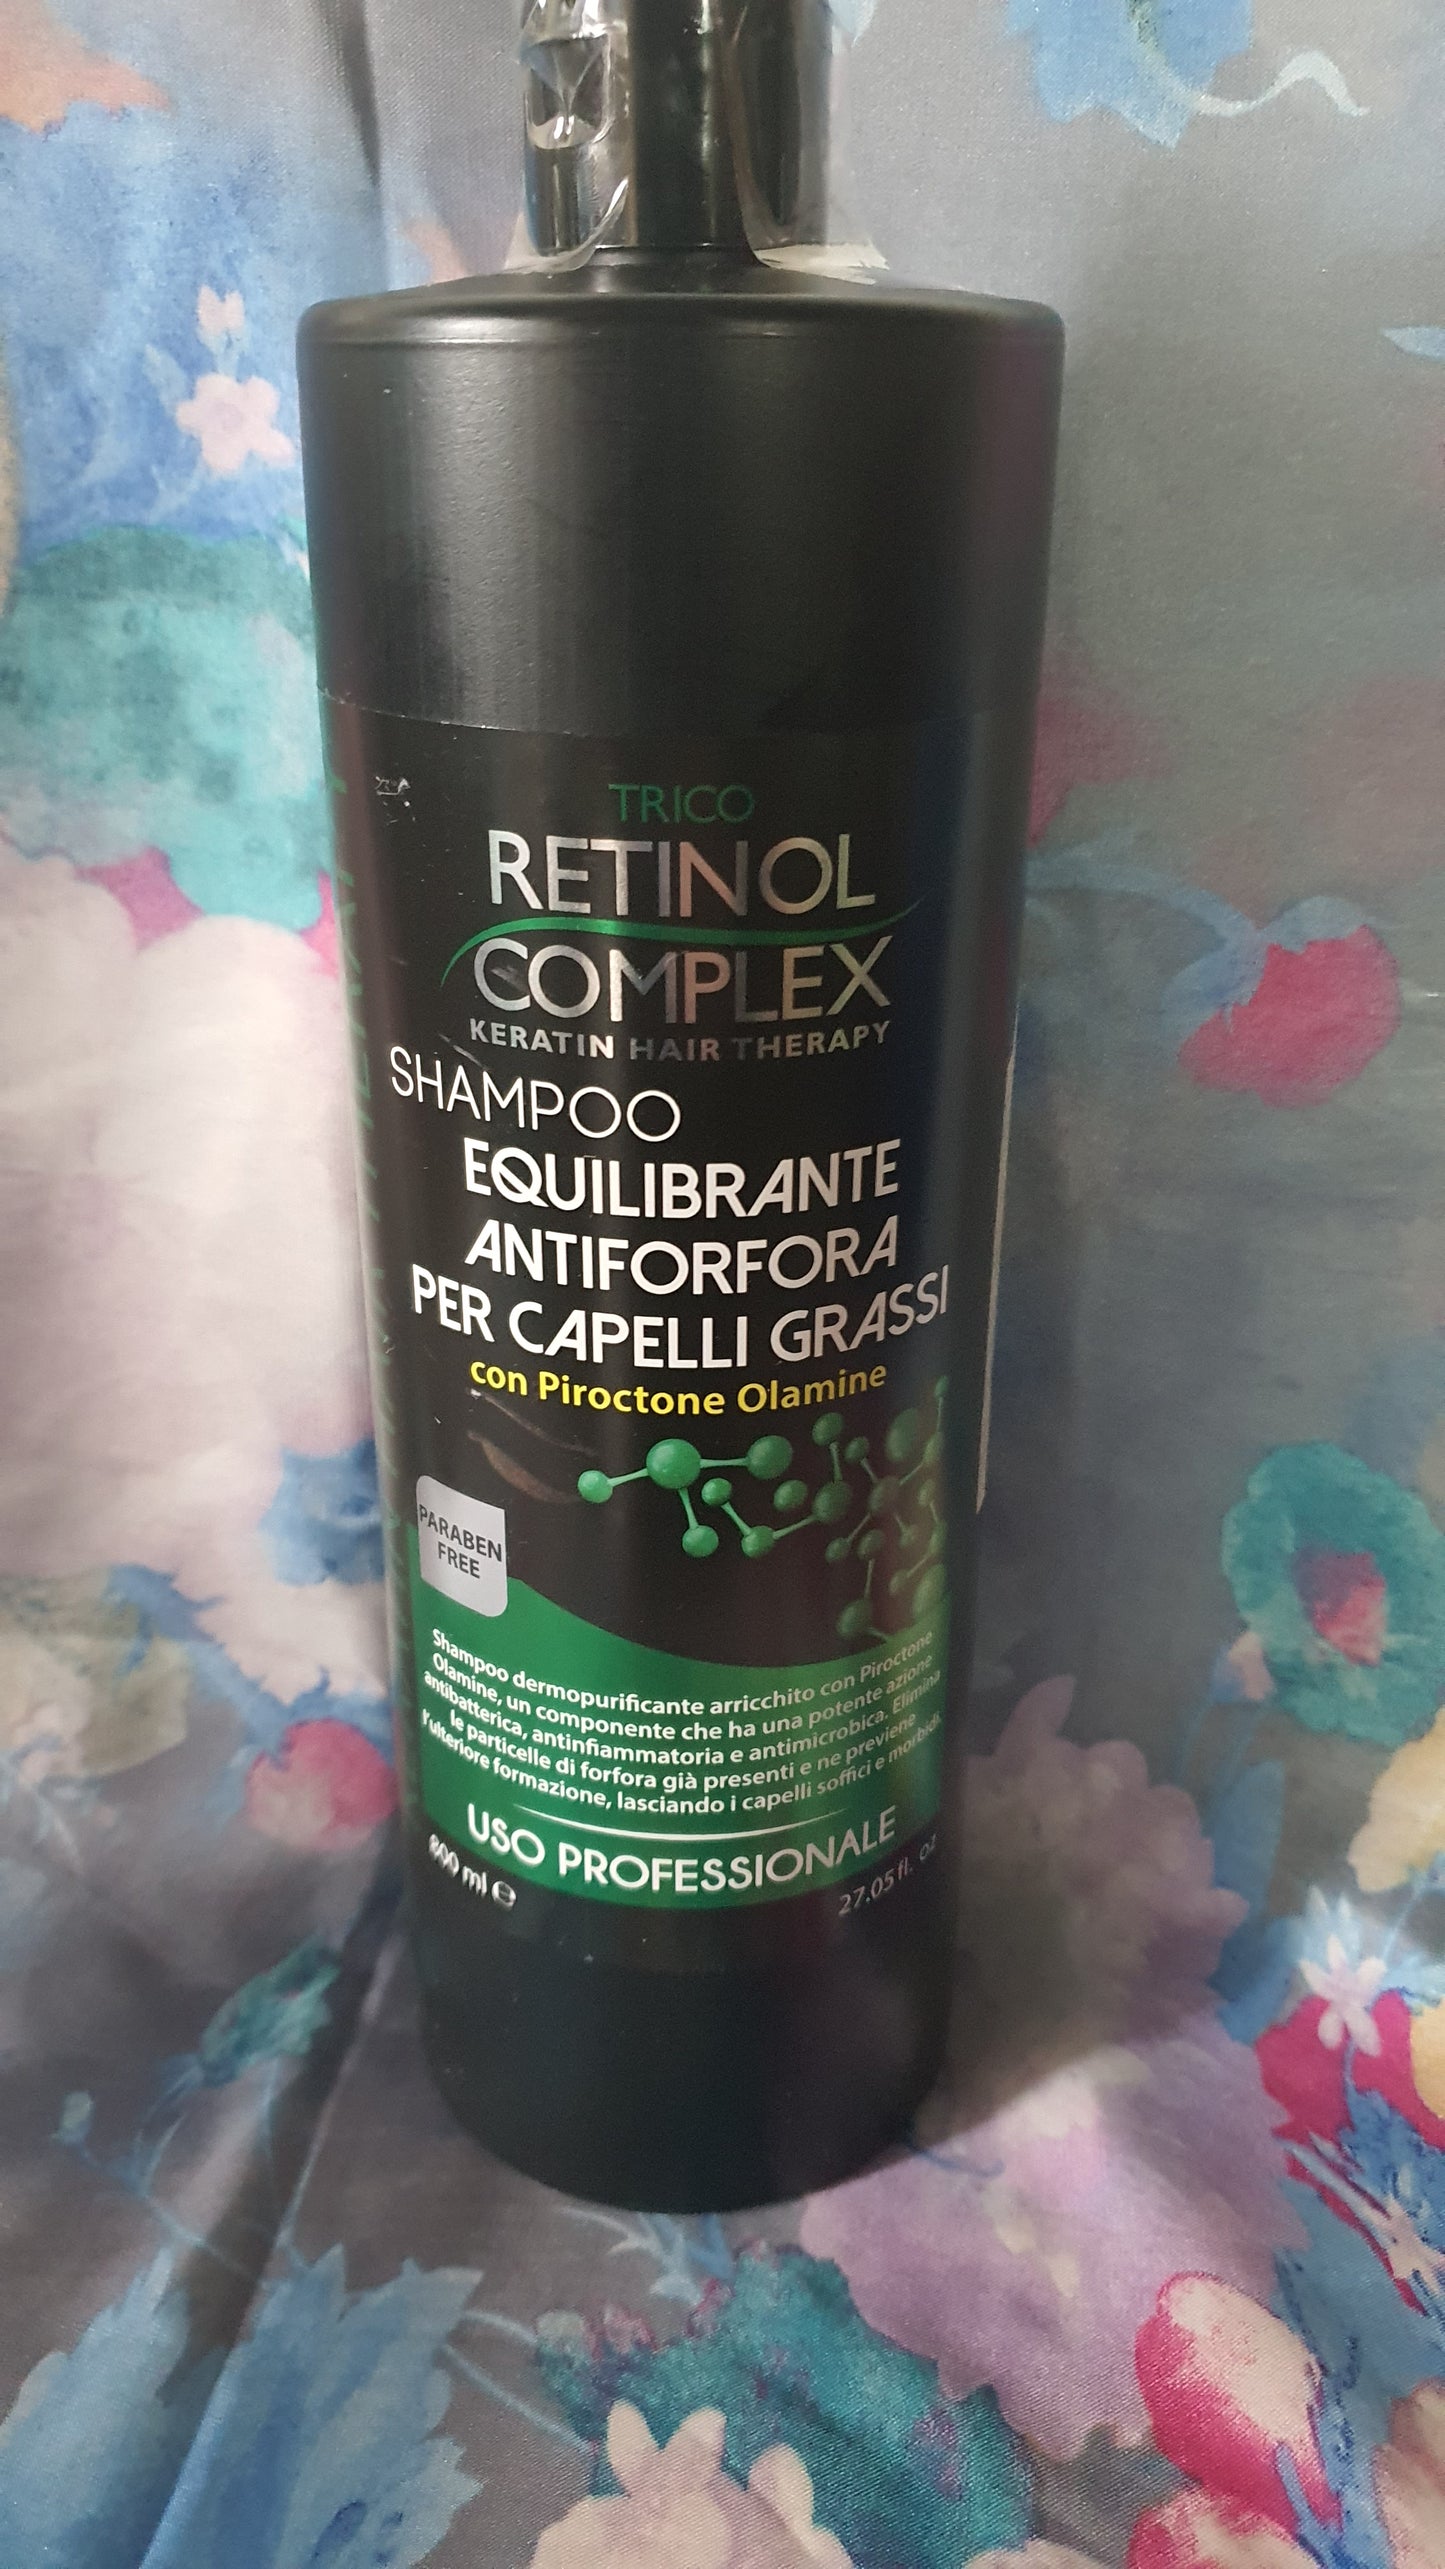 TRICO
RETINOL
COMPLEX
KERATIN HAIR THERAPY
SHAMPOO
EQUILIBRANTE
ANTIFORFORA
PER CAPELLI GRASSI
con Piroctone Olamine
PARABEN
FREE
Shampoo dermopurificante arricchito con Piroctone
Olamine, un componente che ha una potente azione
antibatterica, antinfiammatoria e antimicrobica. Elimina
le particelle di forfora già presenti e ne previene
l'ulteriore formazione, lasciando i capelli soffici e morbidi.
USO PROFESSIONALE
800 ml ℮
27.05 fl. oz